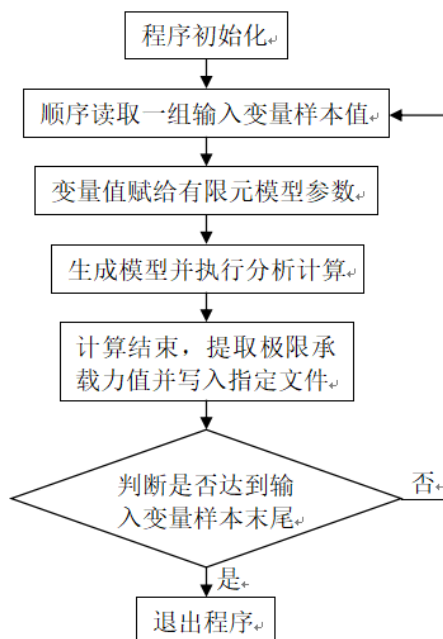 程序初始化
顺序读取一组输入变量样本值
变量值赋给有限元模型参数
生成模型并执行分析计算
计算结束，提取极限承
载力值并写入指定文件
判断是否达到输
入变量样本末尾
否
是
退出程序